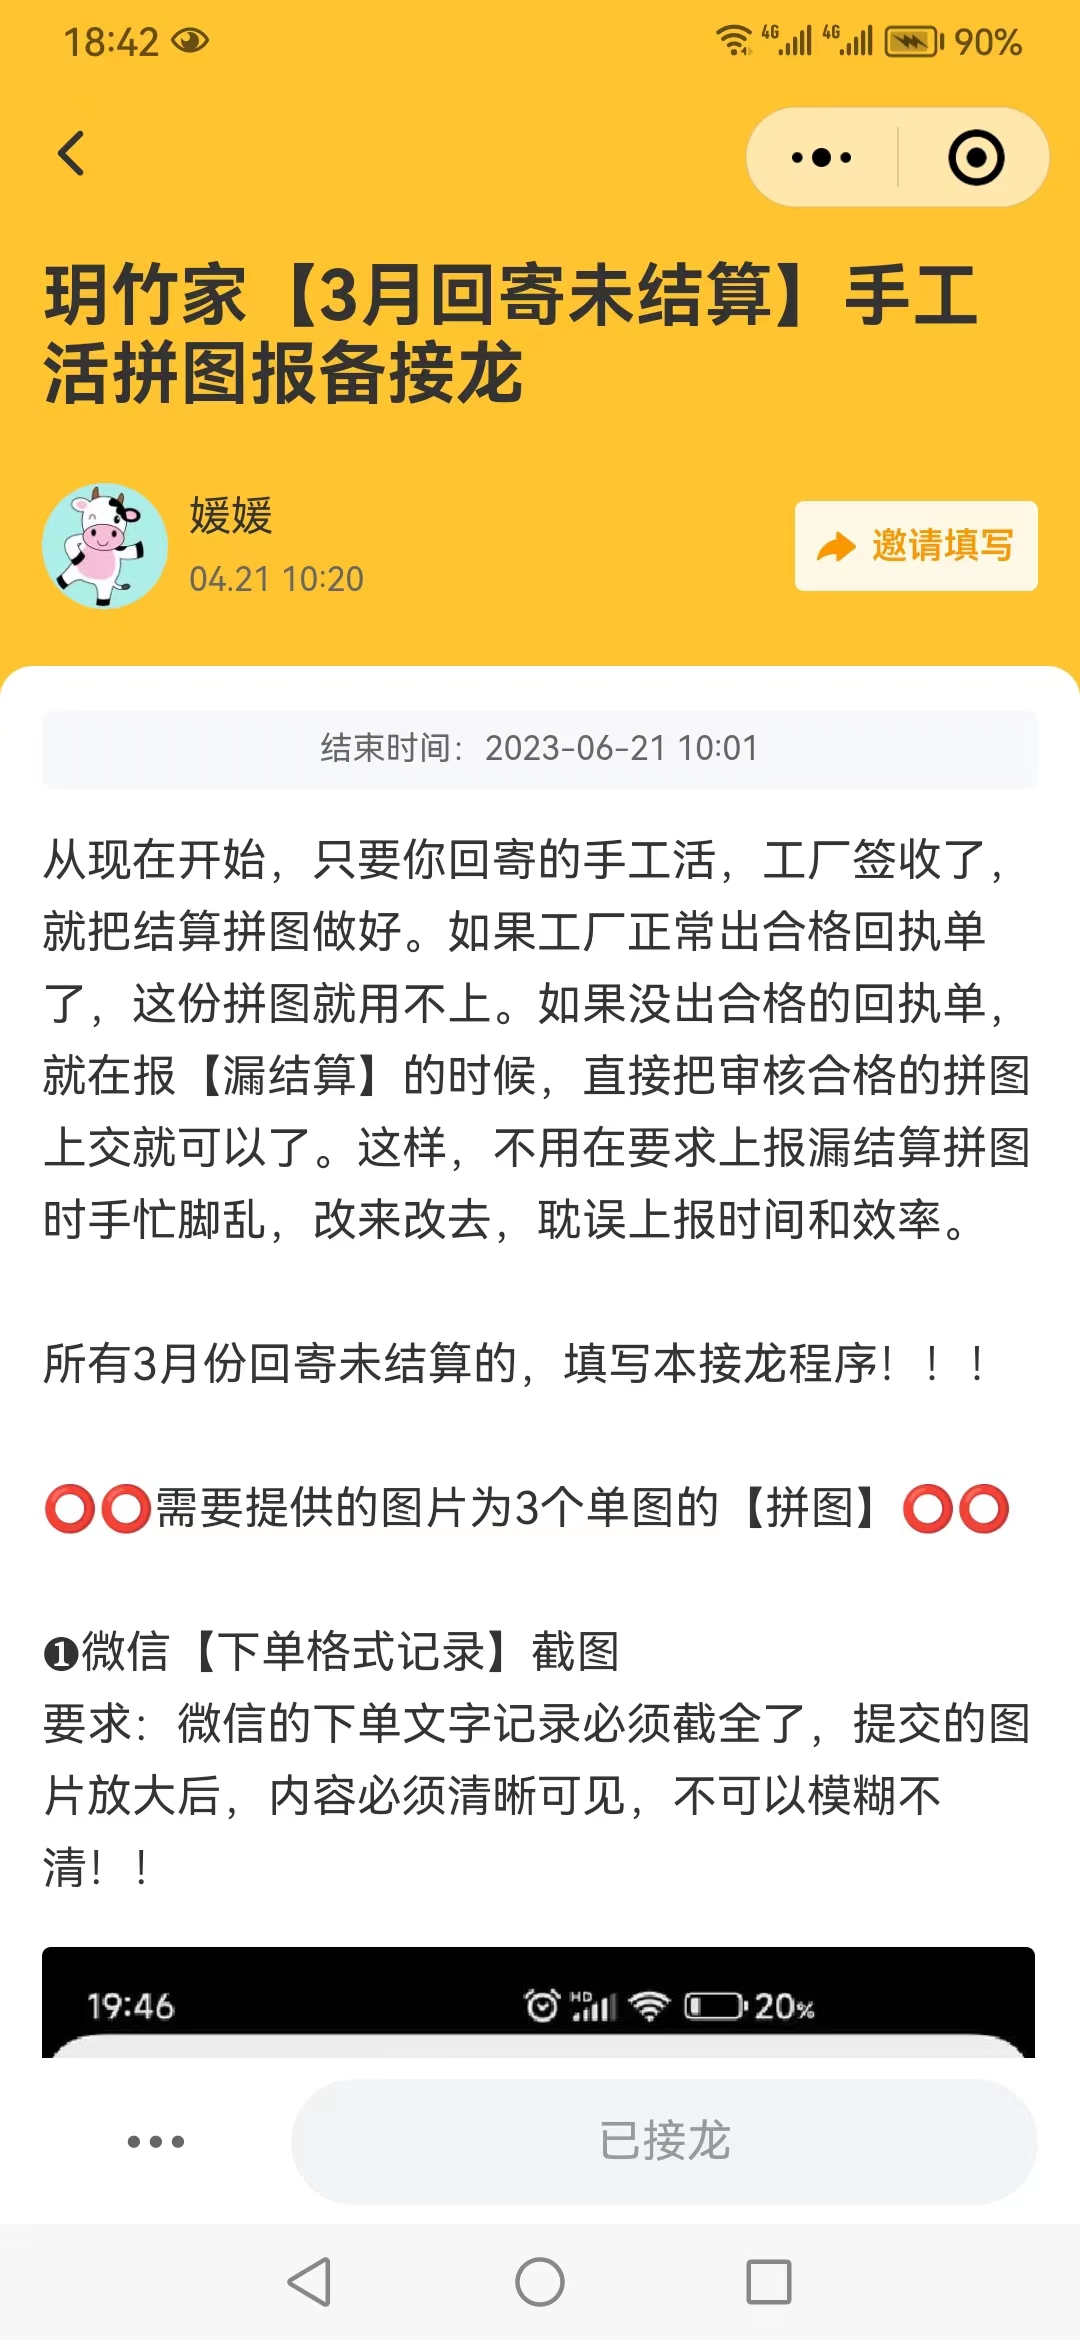 18:42
4G 4G 90%
玥竹家【3月回寄未结算】手工
活拼图报备接龙
媛媛
04.21 10:20
邀请填写
结束时间：2023-06-21 10:01
从现在开始，只要你回寄的手工活，工厂签收了，
就把结算拼图做好。如果工厂正常出合格回执单
了，这份拼图就用不上。如果没出合格的回执单，
就在报【漏结算】的时候，直接把审核合格的拼图
上交就可以了。这样，不用在要求上报漏结算拼图
时手忙脚乱，改来改去，耽误上报时间和效率。
所有3月份回寄未结算的，填写本接龙程序！！！
⭕⭕需要提供的图片为3个单图的【拼图】⭕⭕
❶微信【下单格式记录】截图
要求：微信的下单文字记录必须截全了，提交的图
片放大后，内容必须清晰可见，不可以模糊不
清！！
19:46
HD 20%
已接龙